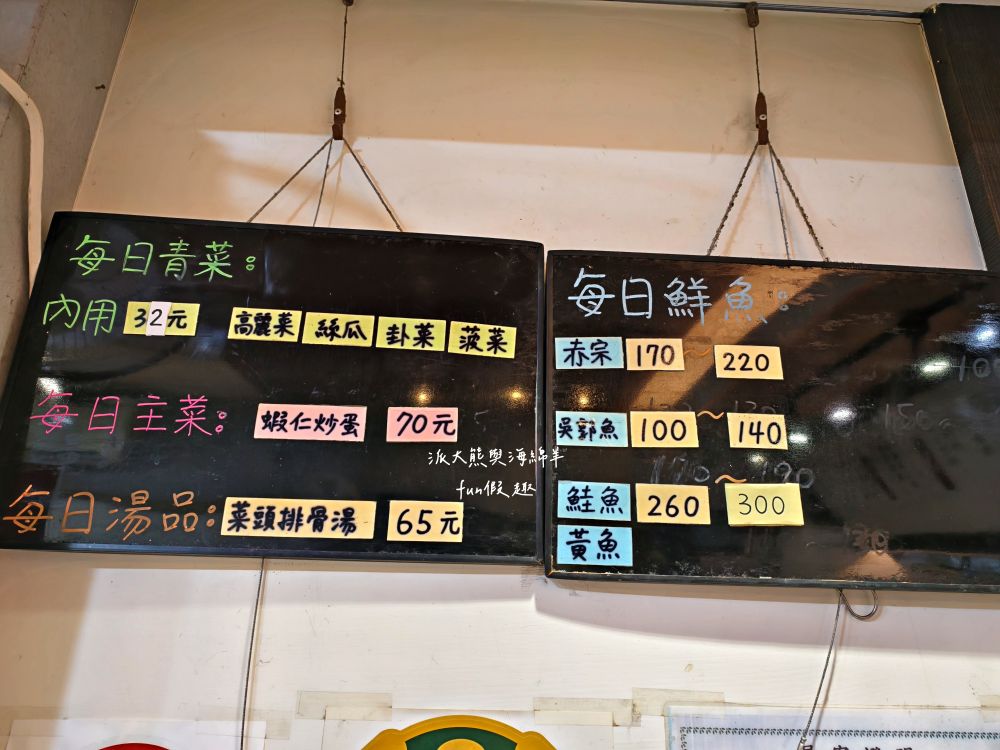 每日青菜:
內用 32元 高麗菜 絲瓜 卦菜 菠菜
每日主菜: 蝦仁炒蛋 70元
每日湯品: 菜頭排骨湯 65元
派大熊與海綿羊
fun假趣
每日鮮魚:
赤宗 170~220
吳郭魚 100~140
鮭魚 260~300
黃魚